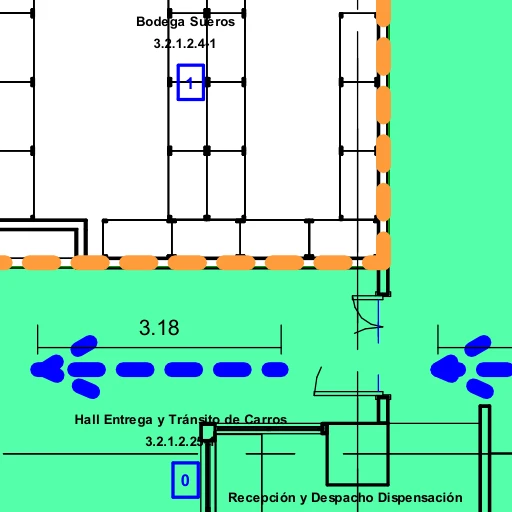 Bodega Sueros
3.2.1.2.4-1
1
3.18
Hall Entrega y Tránsito de Carros
3.2.1.2.25-1
0
Recepción y Despacho Dispensación